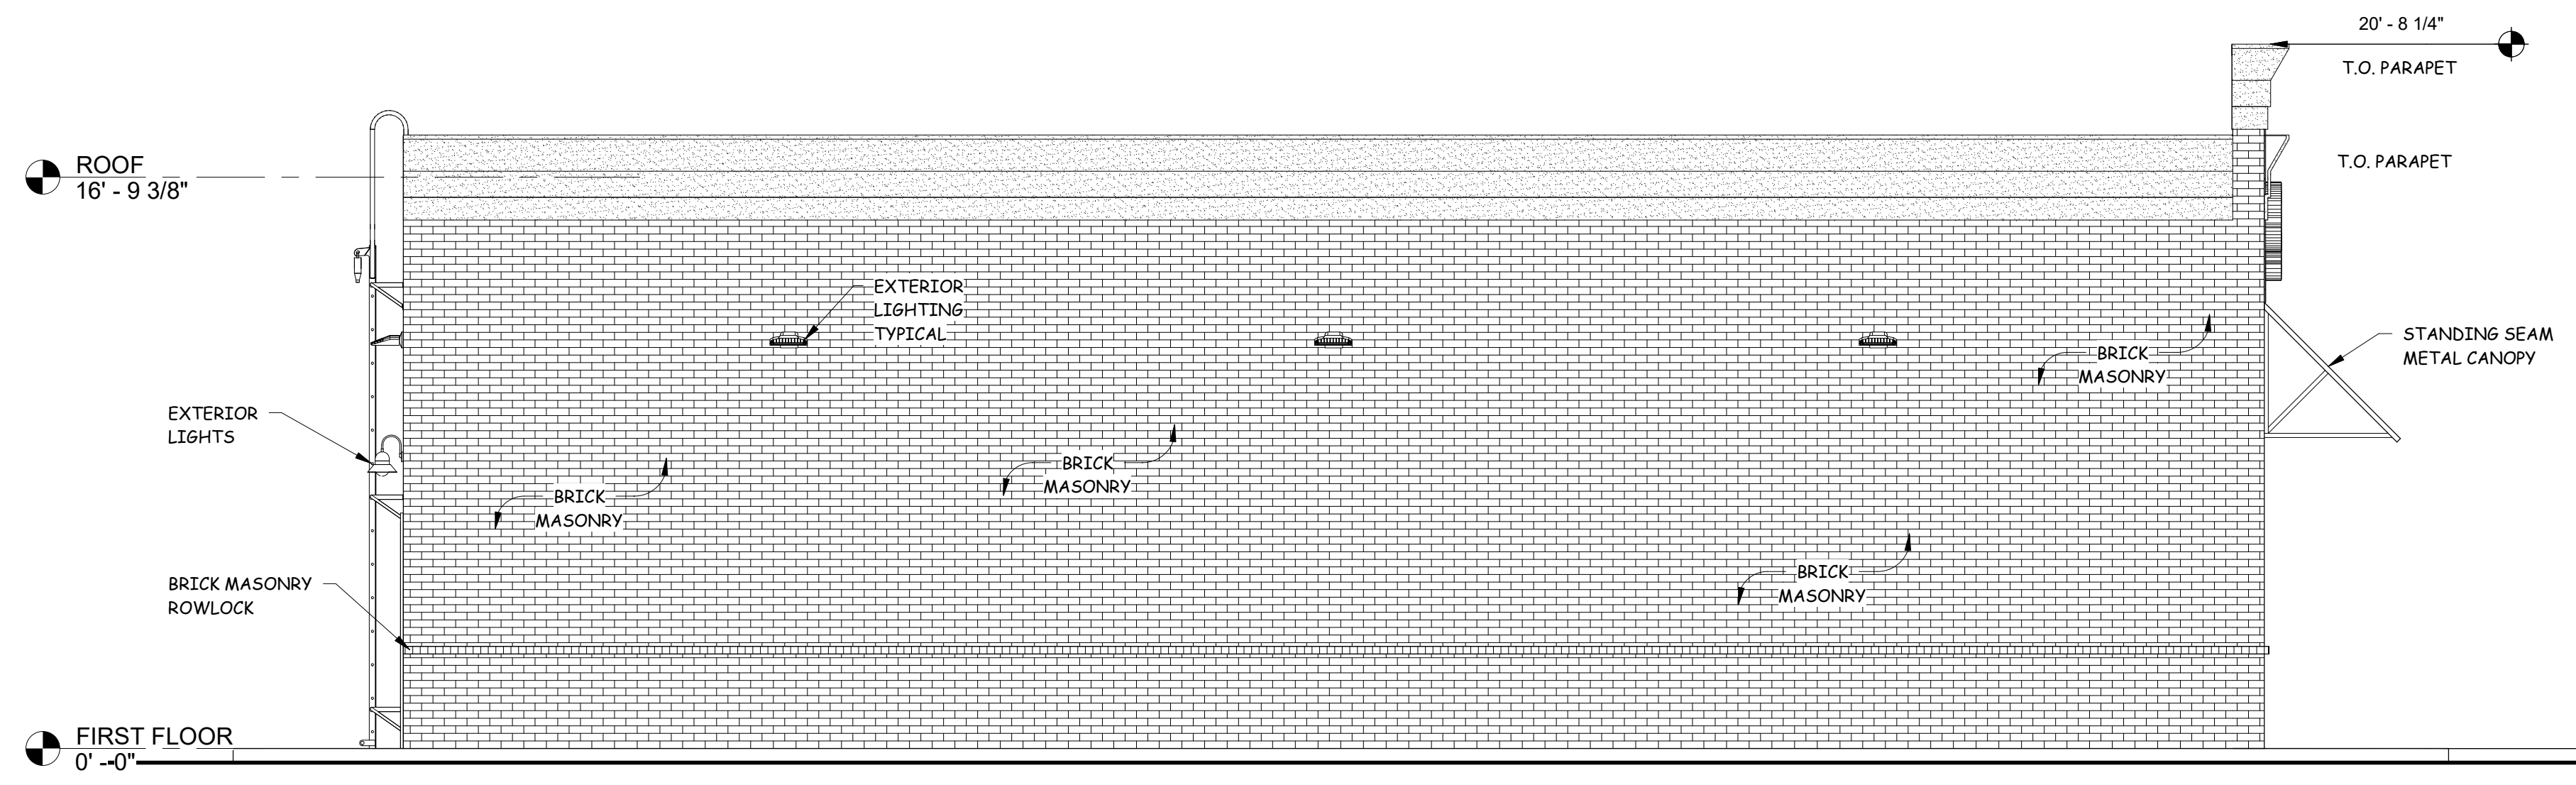 20' - 8 1/4"
T.O. PARAPET
ROOF
16' - 9 3/8"
T.O. PARAPET
EXTERIOR
LIGHTING
TYPICAL
BRICK
MASONRY
STANDING SEAM
METAL CANOPY
EXTERIOR
LIGHTS
BRICK
MASONRY
BRICK
MASONRY
BRICK MASONRY
ROWLOCK
BRICK
MASONRY
FIRST FLOOR
0' - 0"